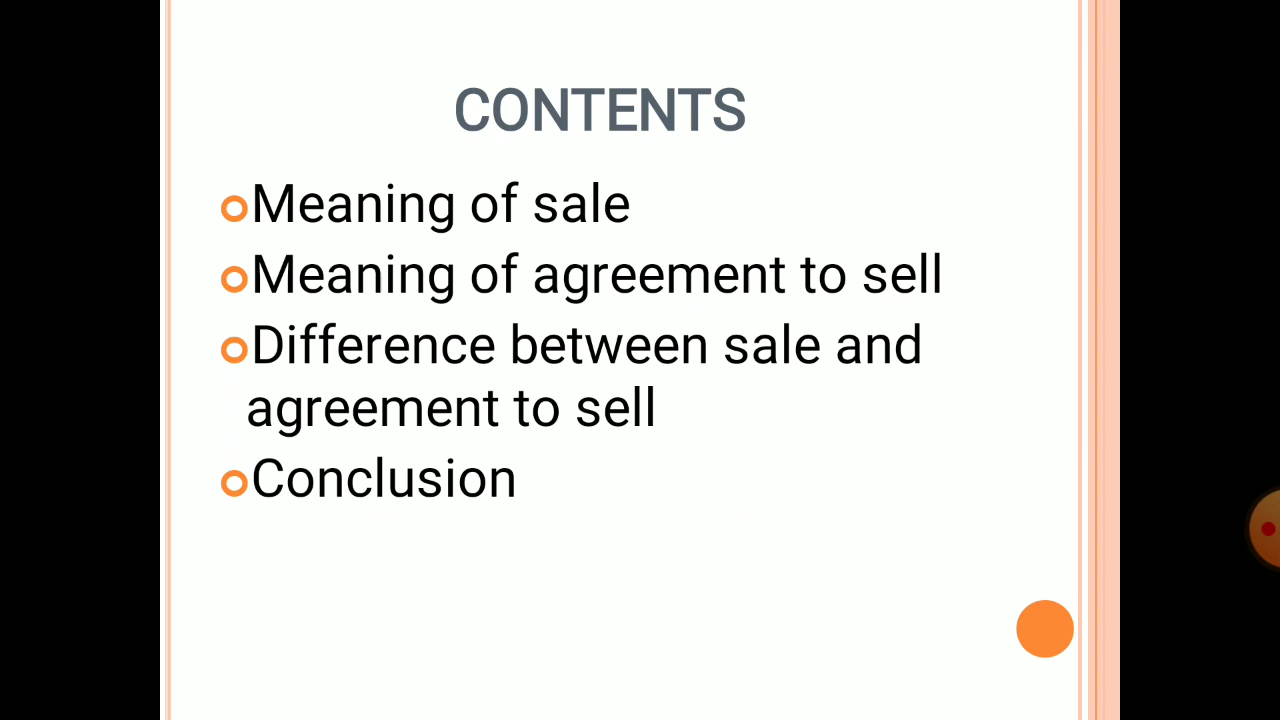 CONTENTS
Meaning of sale
Meaning of agreement to sell
Difference between sale and
agreement to sell
Conclusion